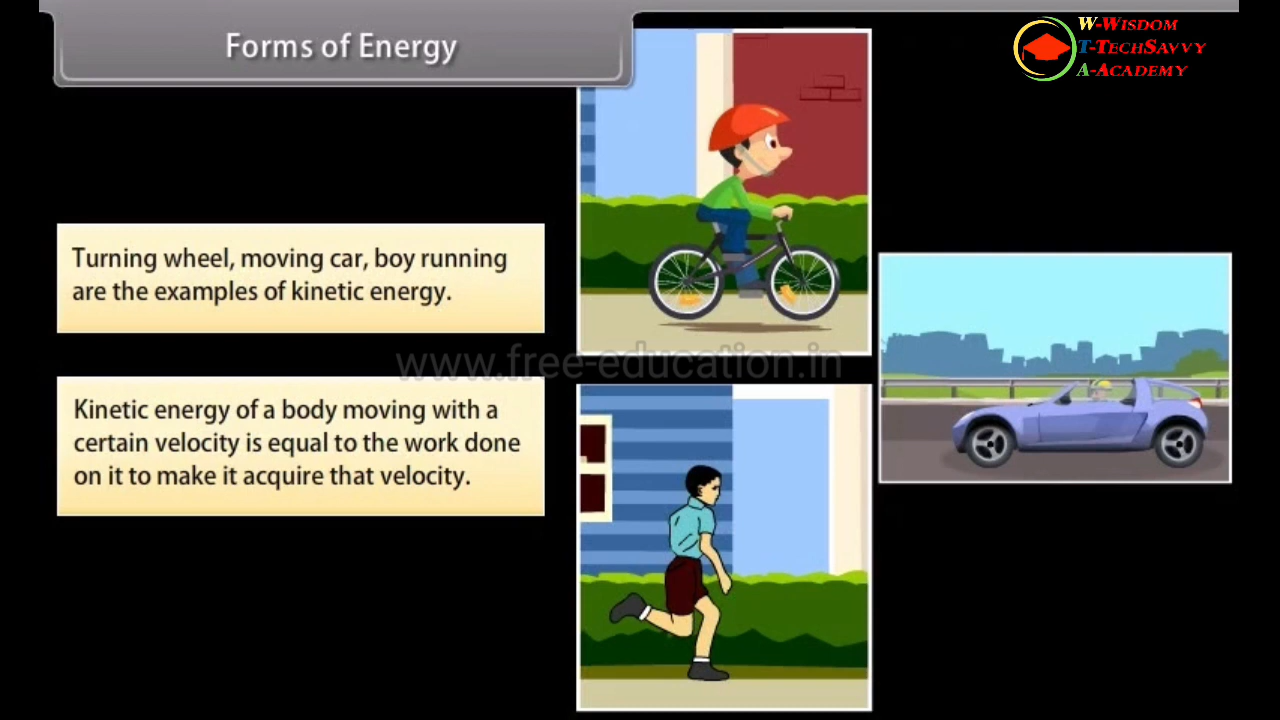 Forms of Energy
W-Wisdom
T-TechSavvy
A-Academy
Turning wheel, moving car, boy running
are the examples of kinetic energy.
www.free-education.in
Kinetic energy of a body moving with a
certain velocity is equal to the work done
on it to make it acquire that velocity.